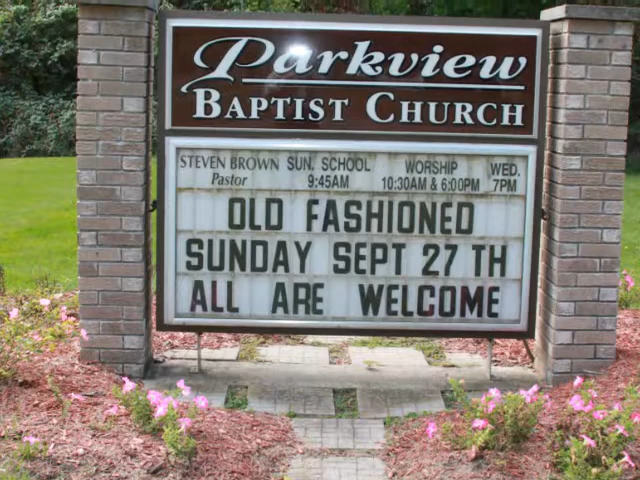 Parkview
BAPTIST CHURCH
STEVEN BROWN SUN. SCHOOL WORSHIP WED.
Pastor 9:45AM 10:30AM & 6:00PM 7PM
OLD FASHIONED
SUNDAY SEPT 27 TH
ALL ARE WELCOME